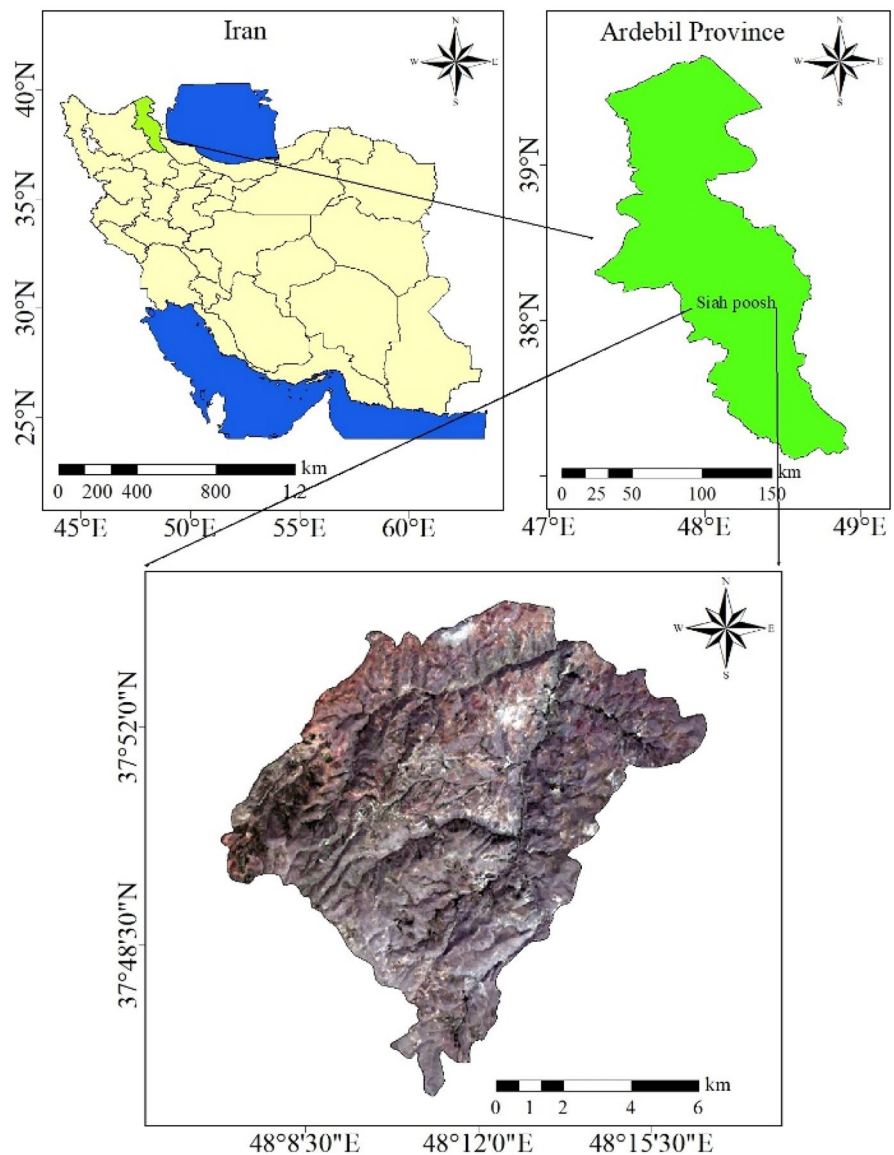 Iran
N
W E
S
40°N
35°N
30°N
25°N
km
0 200 400 800 1,2
45°E 50°E 55°E 60°E
Ardebil Province
N
W E
S
39°N
38°N
Siah poosh
km
0 25 50 100 150
47°E 48°E 49°E
N
W E
S
37°52'0"N
37°48'30"N
km
0 1 2 4 6
48°8'30"E 48°12'0"E 48°15'30"E